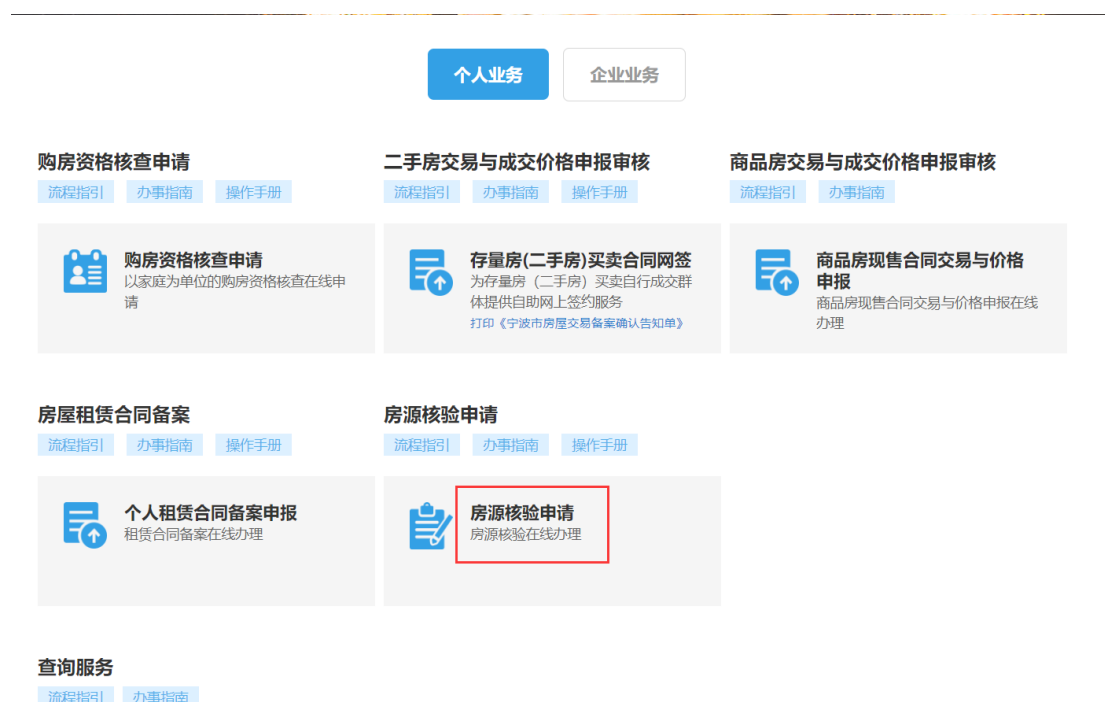 个人业务
企业业务
购房资格核查申请
流程指引 办事指南 操作手册
购房资格核查申请
以家庭为单位的购房资格核查在线申
请
二手房交易与成交价格申报审核
流程指引 办事指南 操作手册
存量房(二手房)买卖合同网签
为存量房（二手房）买卖自行成交群
体提供自助网上签约服务
打印《宁波市房屋交易备案确认告知单》
商品房交易与成交价格申报审核
流程指引 办事指南
商品房现售合同交易与价格
申报
商品房现售合同交易与价格申报在线
办理
房屋租赁合同备案
流程指引 办事指南 操作手册
个人租赁合同备案申报
租赁合同备案在线办理
房源核验申请
流程指引 办事指南 操作手册
房源核验申请
房源核验在线办理
查询服务
流程指引 办事指南